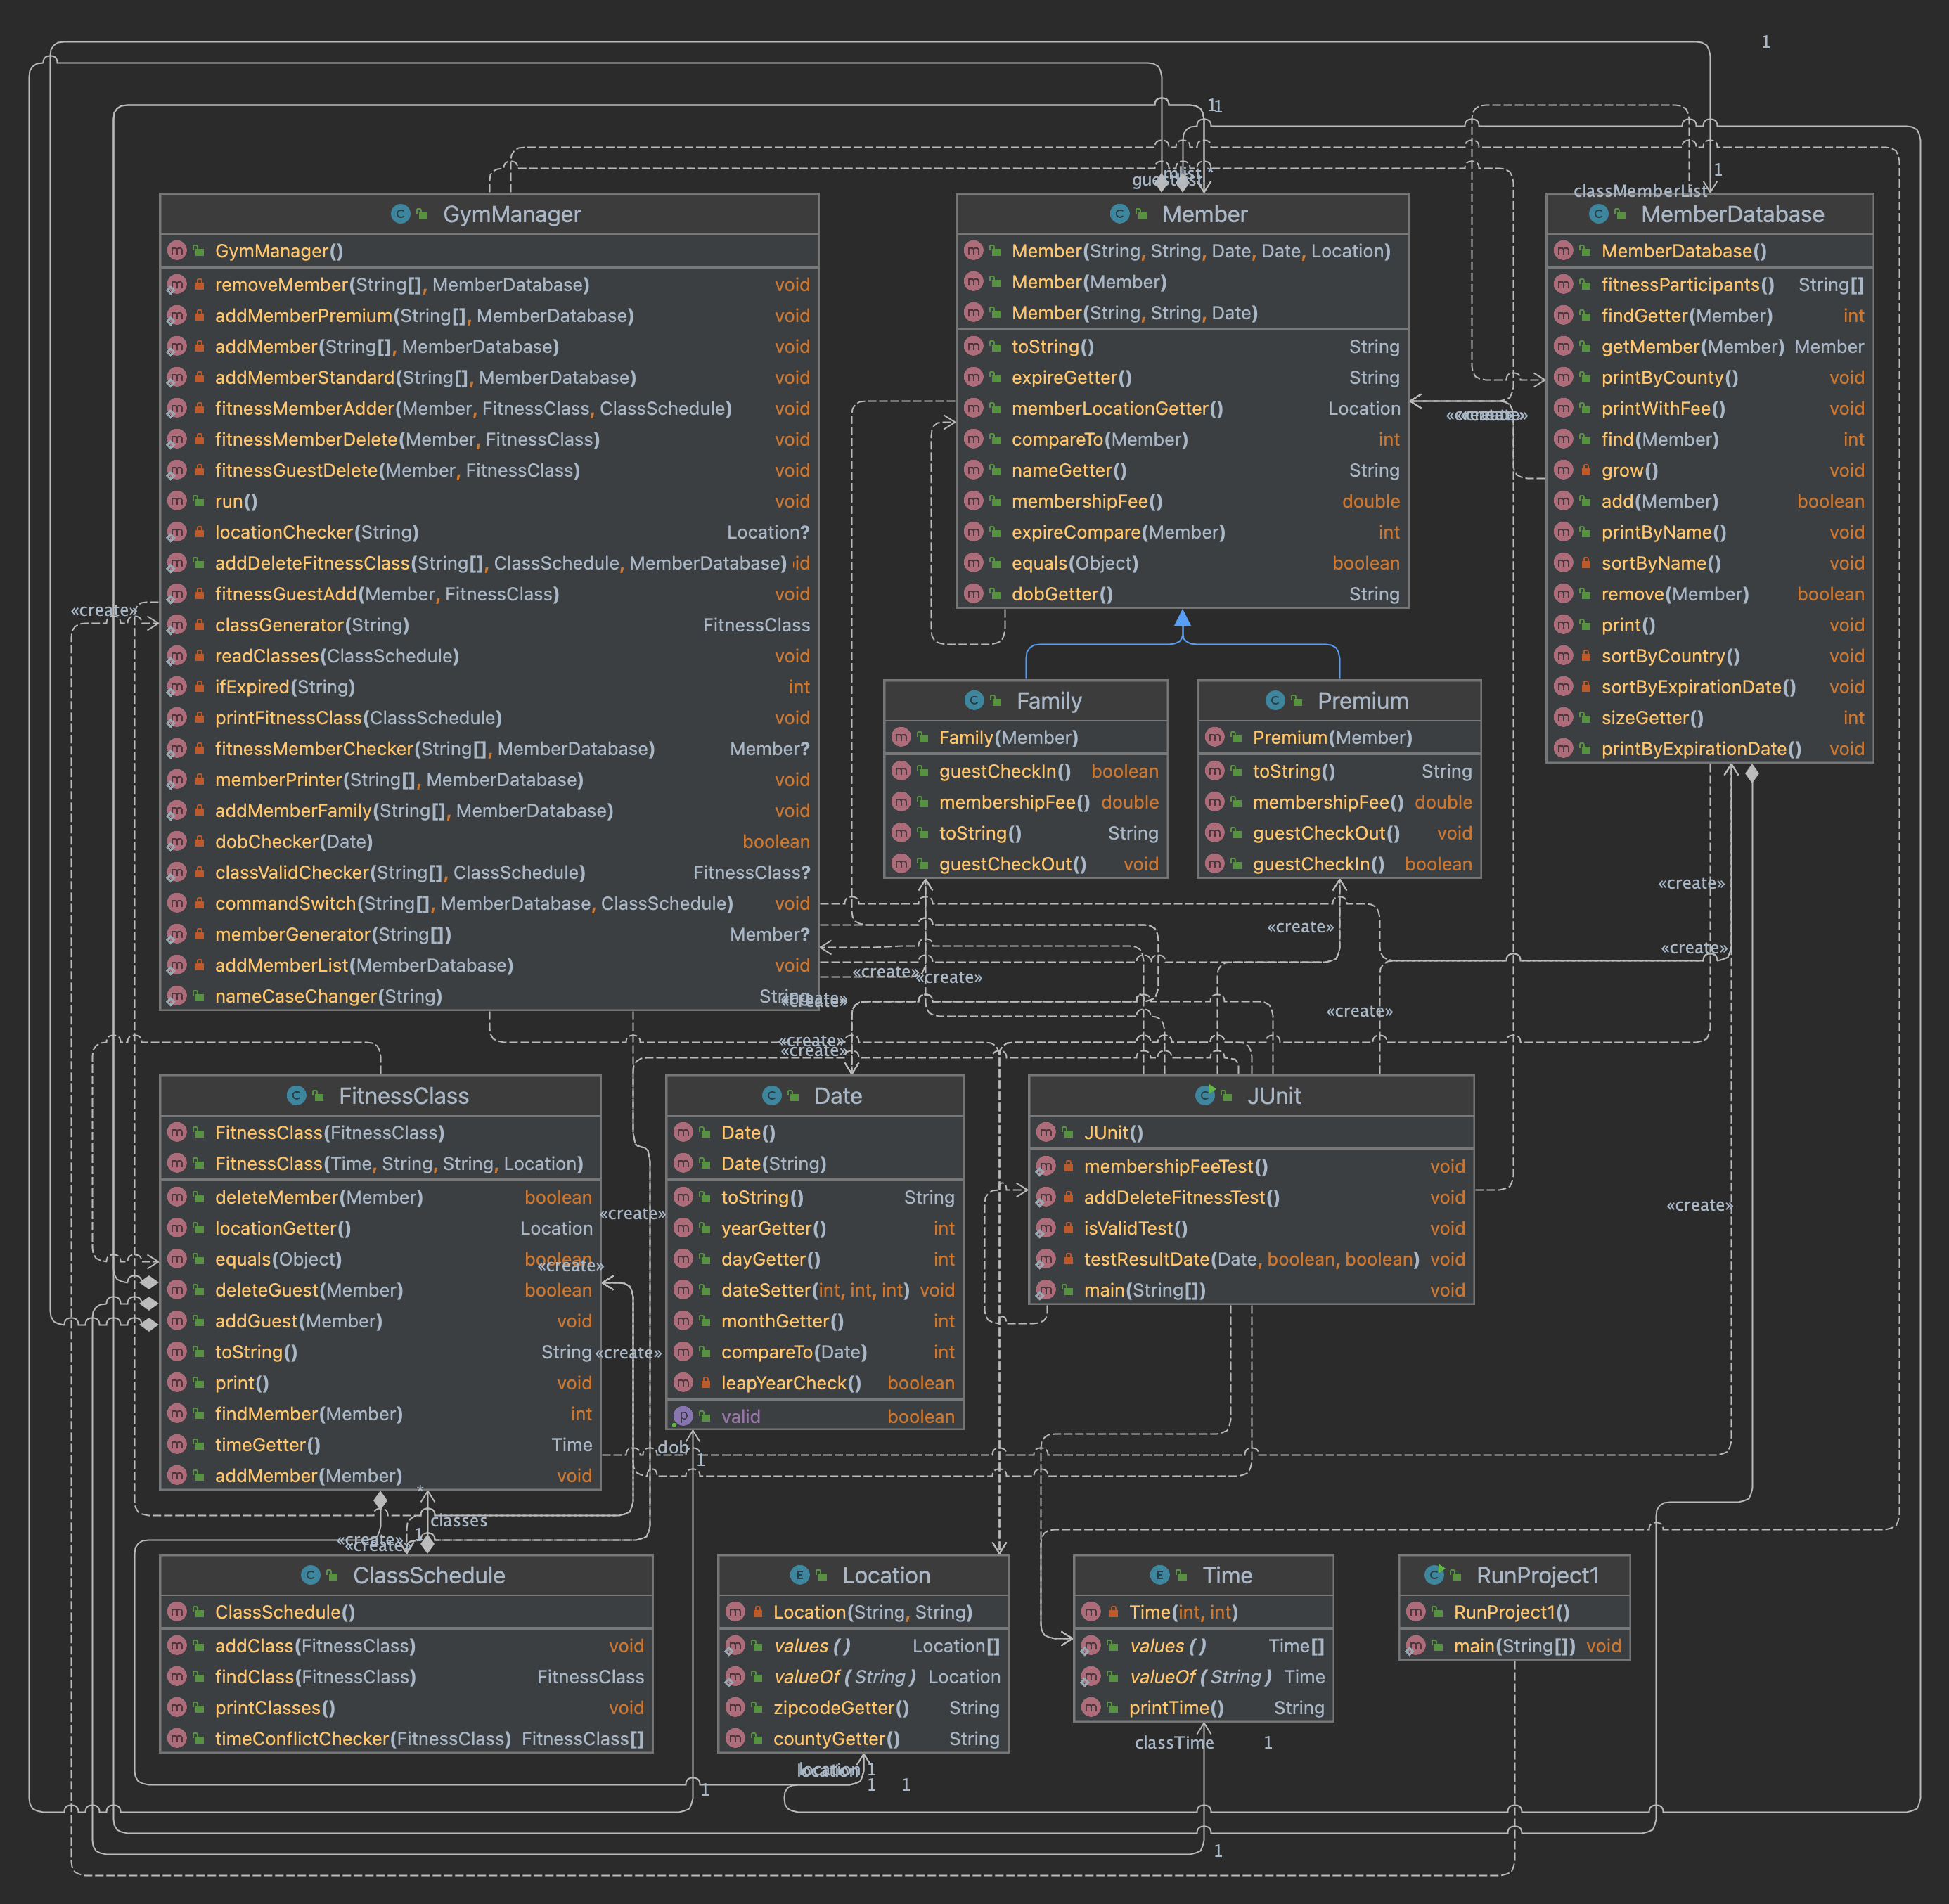 1
1
1
1
guestList
mlist *
classMemberList
GymManager
GymManager()
removeMember(String[], MemberDatabase) void
addMemberPremium(String[], MemberDatabase) void
addMember(String[], MemberDatabase) void
addMemberStandard(String[], MemberDatabase) void
fitnessMemberAdder(Member, FitnessClass, ClassSchedule) void
fitnessMemberDelete(Member, FitnessClass) void
fitnessGuestDelete(Member, FitnessClass) void
run() void
locationChecker(String) Location?
addDeleteFitnessClass(String[], ClassSchedule, MemberDatabase) id
fitnessGuestAdd(Member, FitnessClass) void
classGenerator(String) FitnessClass
readClasses(ClassSchedule) void
ifExpired(String) int
printFitnessClass(ClassSchedule) void
fitnessMemberChecker(String[], MemberDatabase) Member?
memberPrinter(String[], MemberDatabase) void
addMemberFamily(String[], MemberDatabase) void
dobChecker(Date) boolean
classValidChecker(String[], ClassSchedule) FitnessClass?
commandSwitch(String[], MemberDatabase, ClassSchedule) void
memberGenerator(String[]) Member?
addMemberList(MemberDatabase) void
nameCaseChanger(String) String
Member
Member(String, String, Date, Date, Location)
Member(Member)
Member(String, String, Date)
toString() String
expireGetter() String
memberLocationGetter() Location
compareTo(Member) int
nameGetter() String
membershipFee() double
expireCompare(Member) int
equals(Object) boolean
dobGetter() String
MemberDatabase
MemberDatabase()
fitnessParticipants() String[]
findGetter(Member) int
getMember(Member) Member
printByCounty() void
printWithFee() void
find(Member) int
grow() void
add(Member) boolean
printByName() void
sortByName() void
remove(Member) boolean
print() void
sortByCountry() void
sortByExpirationDate() void
sizeGetter() int
printByExpirationDate() void
Family
Family(Member)
guestCheckIn() boolean
membershipFee() double
toString() String
guestCheckOut() void
Premium
Premium(Member)
toString() String
membershipFee() double
guestCheckOut() void
guestCheckIn() boolean
«create»
«create»
«create»
«create»
«create»
«create»
«create»
«create»
«create»
«create»
«create»
FitnessClass
FitnessClass(FitnessClass)
FitnessClass(Time, String, String, Location)
deleteMember(Member) boolean
locationGetter() Location
equals(Object) boolean
deleteGuest(Member) boolean
addGuest(Member) void
toString() String
print() void
findMember(Member) int
timeGetter() Time
addMember(Member) void
«create»
«create»
«create»
Date
Date()
Date(String)
toString() String
yearGetter() int
dayGetter() int
dateSetter(int, int, int) void
monthGetter() int
compareTo(Date) int
leapYearCheck() boolean
valid boolean
dob
1
JUnit
JUnit()
membershipFeeTest() void
addDeleteFitnessTest() void
isValidTest() void
testResultDate(Date, boolean, boolean) void
main(String[]) void
«create»
*
classes
1
«create»
«create»
ClassSchedule
ClassSchedule()
addClass(FitnessClass) void
findClass(FitnessClass) FitnessClass
printClasses() void
timeConflictChecker(FitnessClass) FitnessClass[]
Location
Location(String, String)
values() Location[]
valueOf(String) Location
zipcodeGetter() String
countyGetter() String
location 1
location
1 1
1
Time
Time(int, int)
values() Time[]
valueOf(String) Time
printTime() String
classTime 1
RunProject1
RunProject1()
main(String[]) void
1